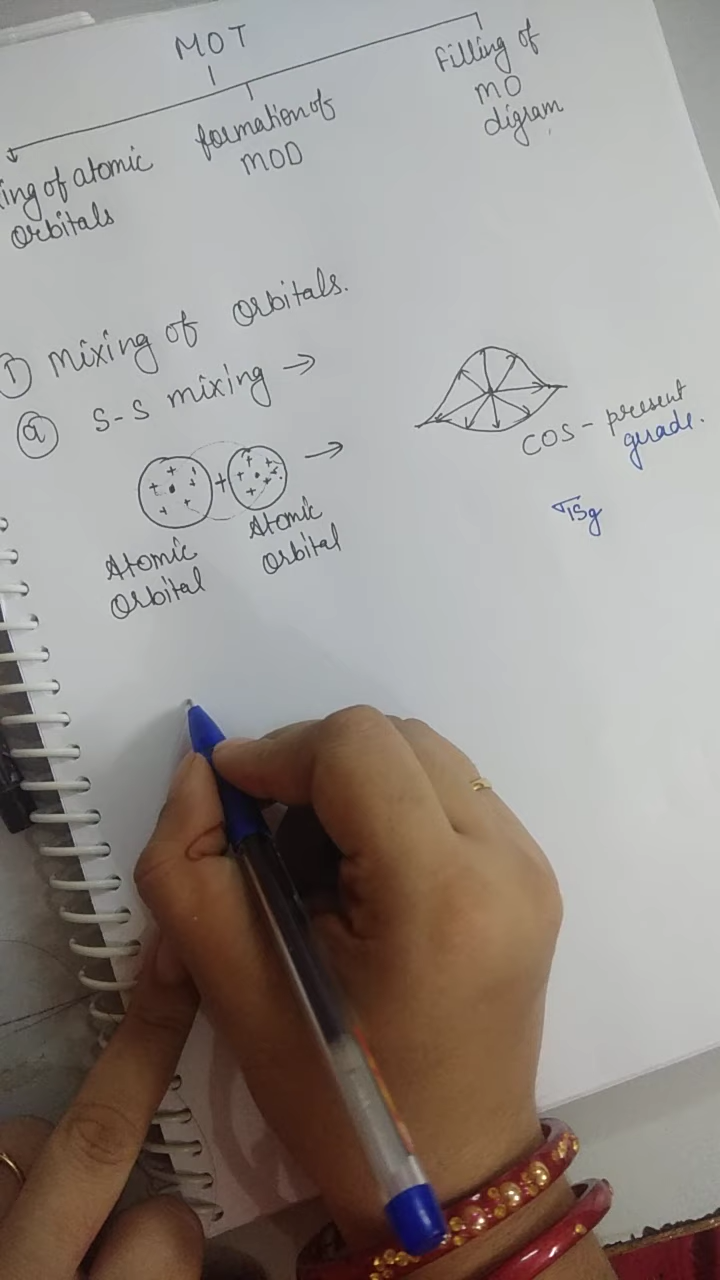 MOT
ing of atomic
orbitals
formation of
MOD
Filling of
MO
digram
① Mixing of orbitals.
ⓐ S-S mixing →
+ →
Atomic
orbital
Atomic
orbital
COS - present
gerade.
σ1sg